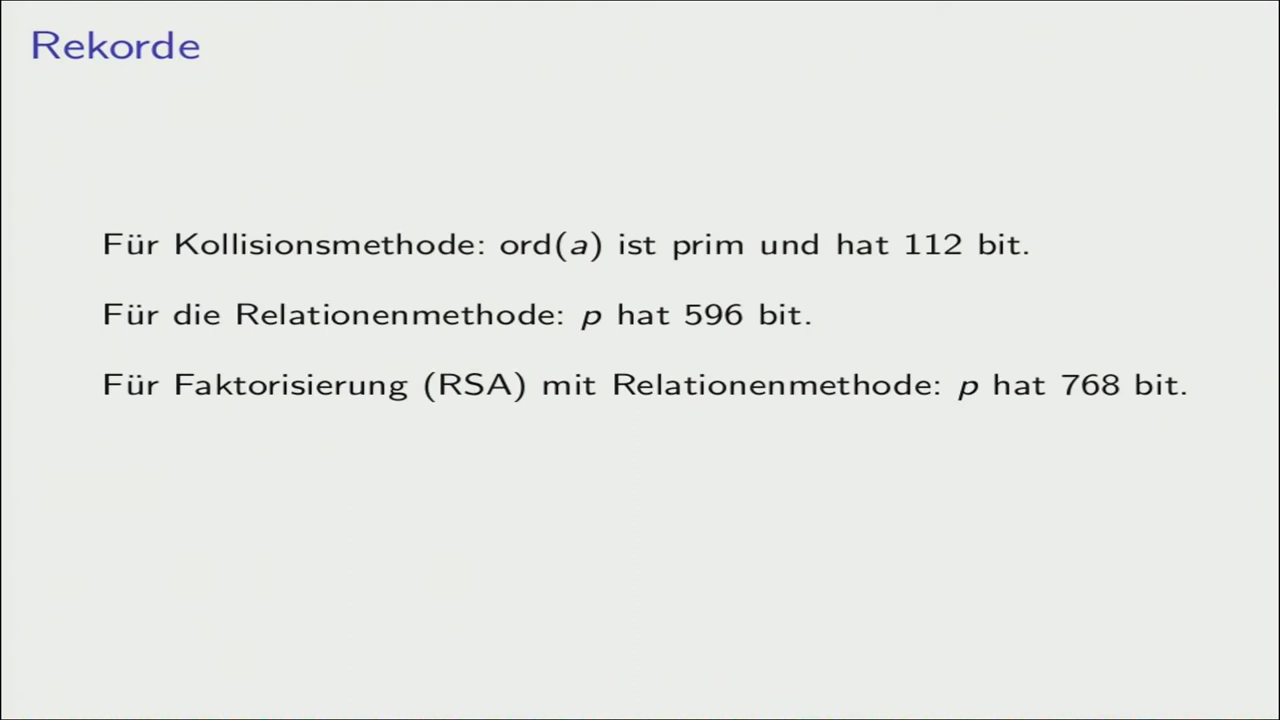 Rekorde
Für Kollisionsmethode: ord(a) ist prim und hat 112 bit.
Für die Relationenmethode: p hat 596 bit.
Für Faktorisierung (RSA) mit Relationenmethode: p hat 768 bit.